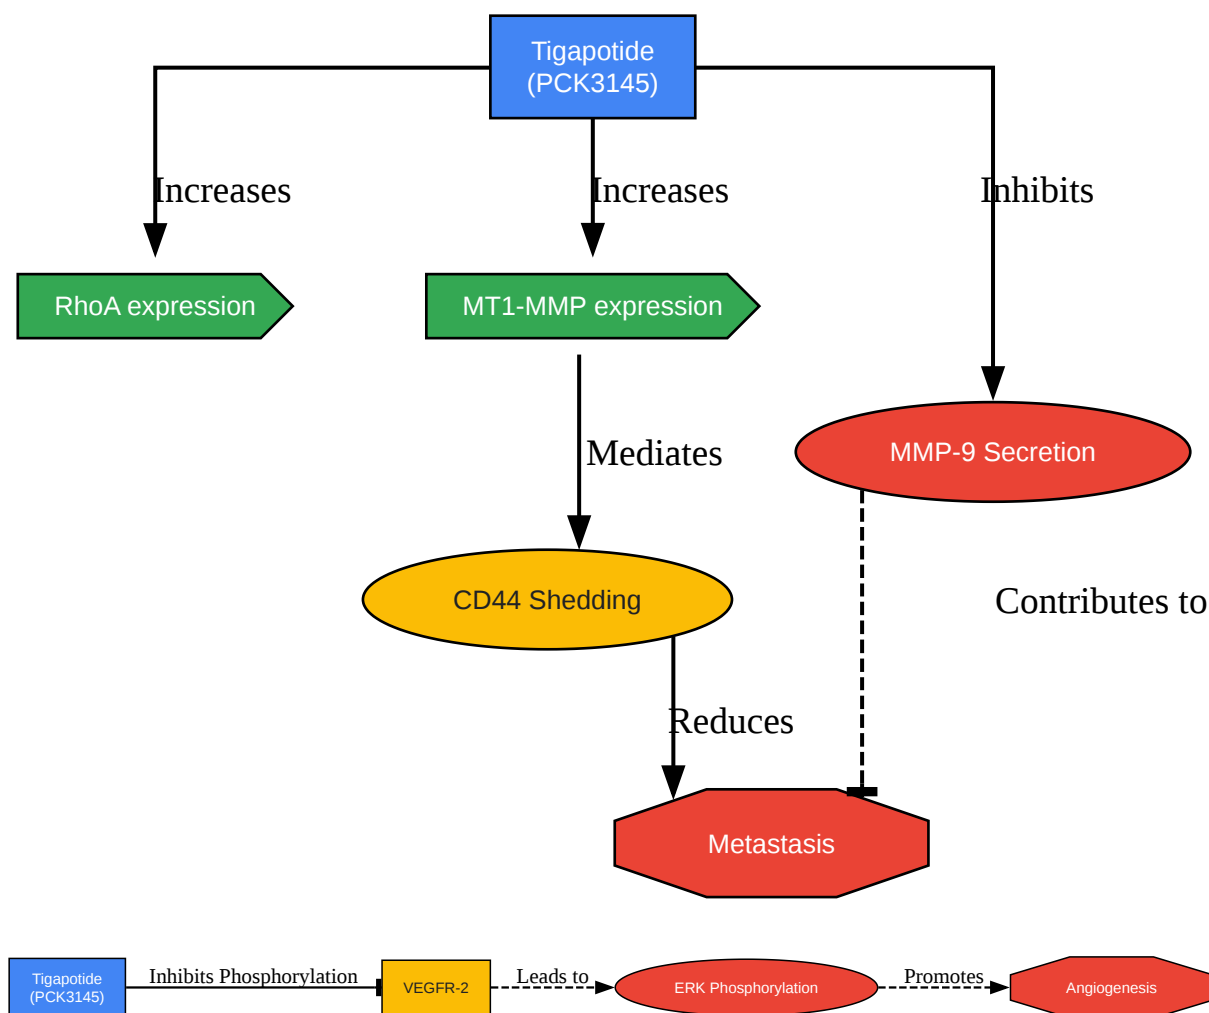 Tigapotide
(PCK3145)
Increases
Increases
Inhibits
RhoA expression
MT1-MMP expression
Mediates
MMP-9 Secretion
CD44 Shedding
Contributes to
Reduces
Metastasis
Tigapotide
(PCK3145)
Inhibits Phosphorylation
VEGFR-2
Leads to
ERK Phosphorylation
Promotes
Angiogenesis